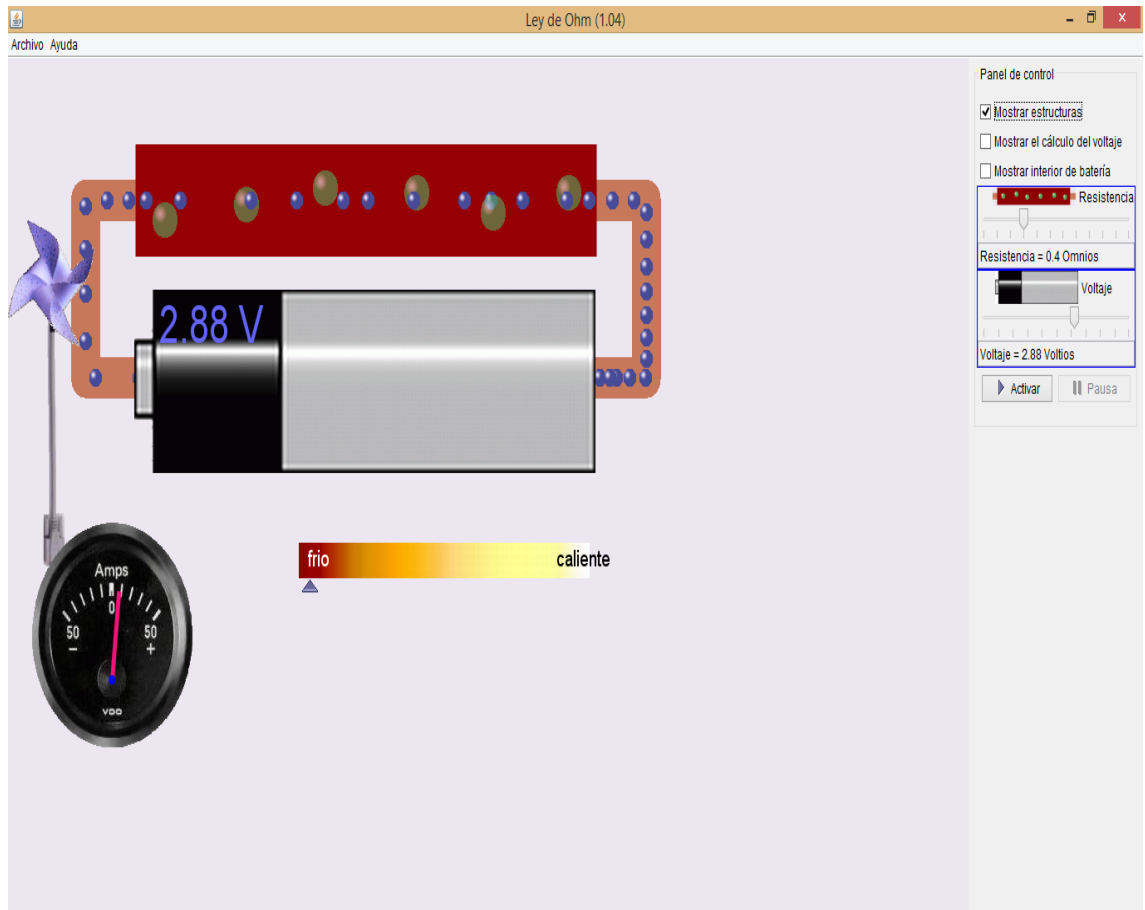 Ley de Ohm (1.04)
Archivo Ayuda
Panel de control
Mostrar estructuras
Mostrar el cálculo del voltaje
Mostrar interior de batería
Resistencia
Resistencia = 0.4 Omnios
Voltaje
Voltaje = 2.88 Voltios
Activar Pausa
2.88 V
frio caliente
Amps
0
50 50
- +
VDO